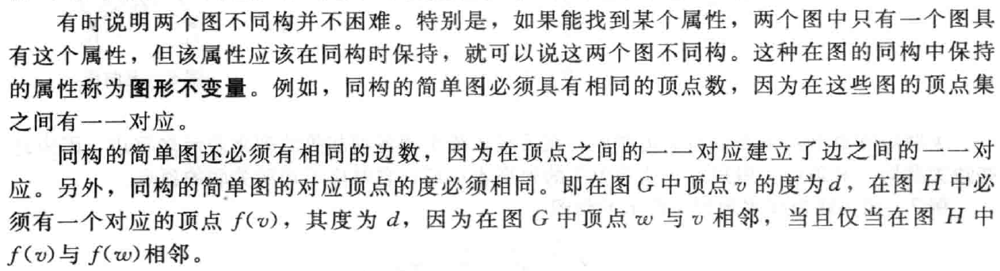 有时说明两个图不同构并不困难。特别是，如果能找到某个属性，两个图中只有一个图具
有这个属性，但该属性应该在同构时保持，就可以说这两个图不同构。这种在图的同构中保持
的属性称为图形不变量。例如，同构的简单图必须具有相同的顶点数，因为在这些图的顶点集
之间有一一对应。
同构的简单图还必须有相同的边数，因为在顶点之间的一一对应建立了边之间的一一对
应。另外，同构的简单图的对应顶点的度必须相同。即在图 G 中顶点 v 的度为 d，在图 H 中必
须有一个对应的顶点 f(v)，其度为 d，因为在图 G 中顶点 w 与 v 相邻，当且仅当在图 H 中
f(v)与 f(w)相邻。